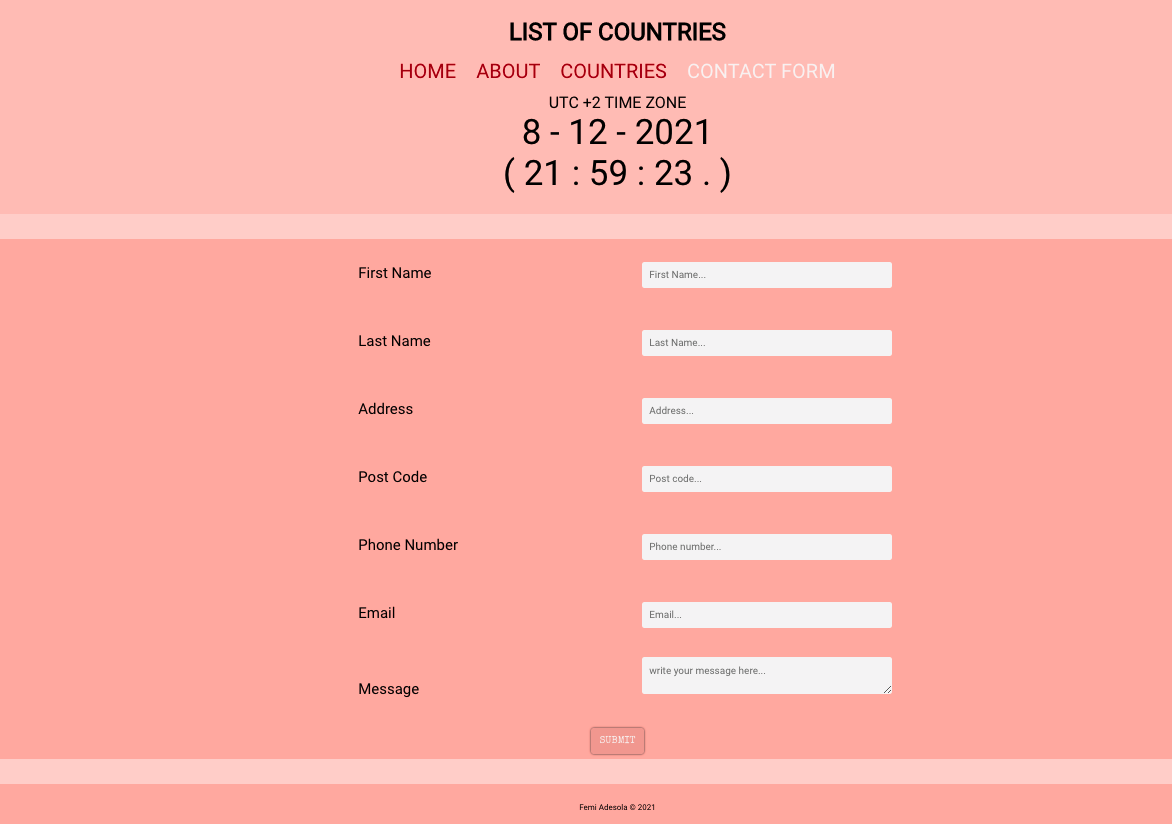 LIST OF COUNTRIES
HOME ABOUT COUNTRIES CONTACT FORM
UTC +2 TIME ZONE
8 - 12 - 2021
( 21 : 59 : 23 . )
First Name First Name...
Last Name Last Name...
Address Address...
Post Code Post code...
Phone Number Phone number...
Email Email...
Message write your message here...
SUBMIT
Femi Adesola © 2021